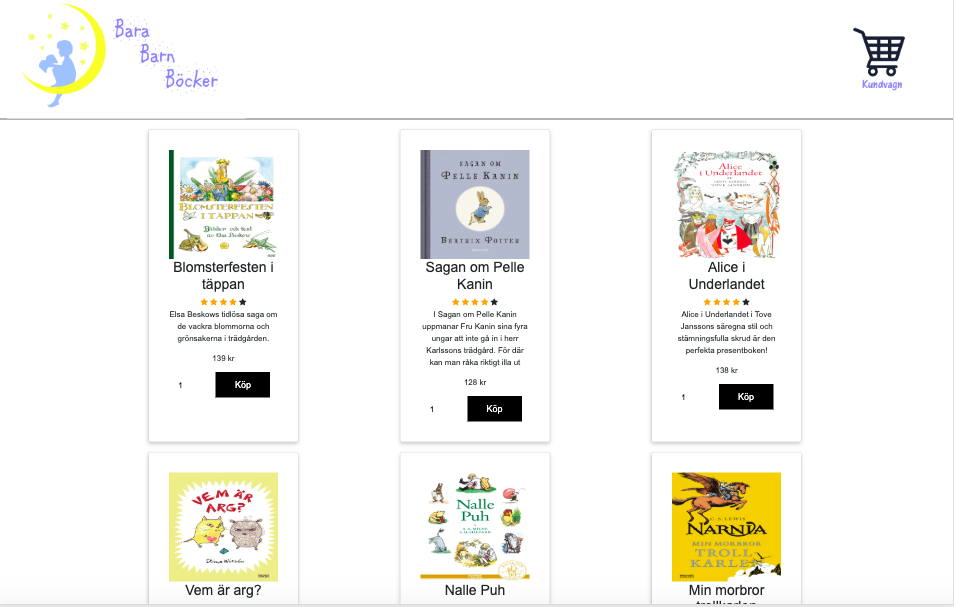 Bara
Barn
Böcker
Kundvagn
BLOMSTERFESTEN
I TÄPPAN
Bilder och text
av Elsa Beskow
Blomsterfesten i
täppan
Elsa Beskows tidlösa saga om
de vackra blommorna och
grönsakerna i trädgården.
139 kr
1
Köp
SAGAN OM
PELLE KANIN
BEATRIX POTTER
Sagan om Pelle
Kanin
I Sagan om Pelle Kanin
uppmanar Fru Kanin sina fyra
ungar att inte gå in i herr
Karlssons trädgård. För där
kan man råka riktigt illa ut
128 kr
1
Köp
Alice
i Underlandet
TOVE JANSSON
Alice i
Underlandet
Alice i Underlandet i Tove
Janssons säregna stil och
stämningsfulla skrud är den
perfekta presentboken!
138 kr
1
Köp
VEM ÄR
ARG?
Vem är arg?
Nalle
Puh
Nalle Puh
C. S. LEWIS
NARNIA
MIN MORBROR
TROLL
KARLEN
Min morbror
trollkarlen